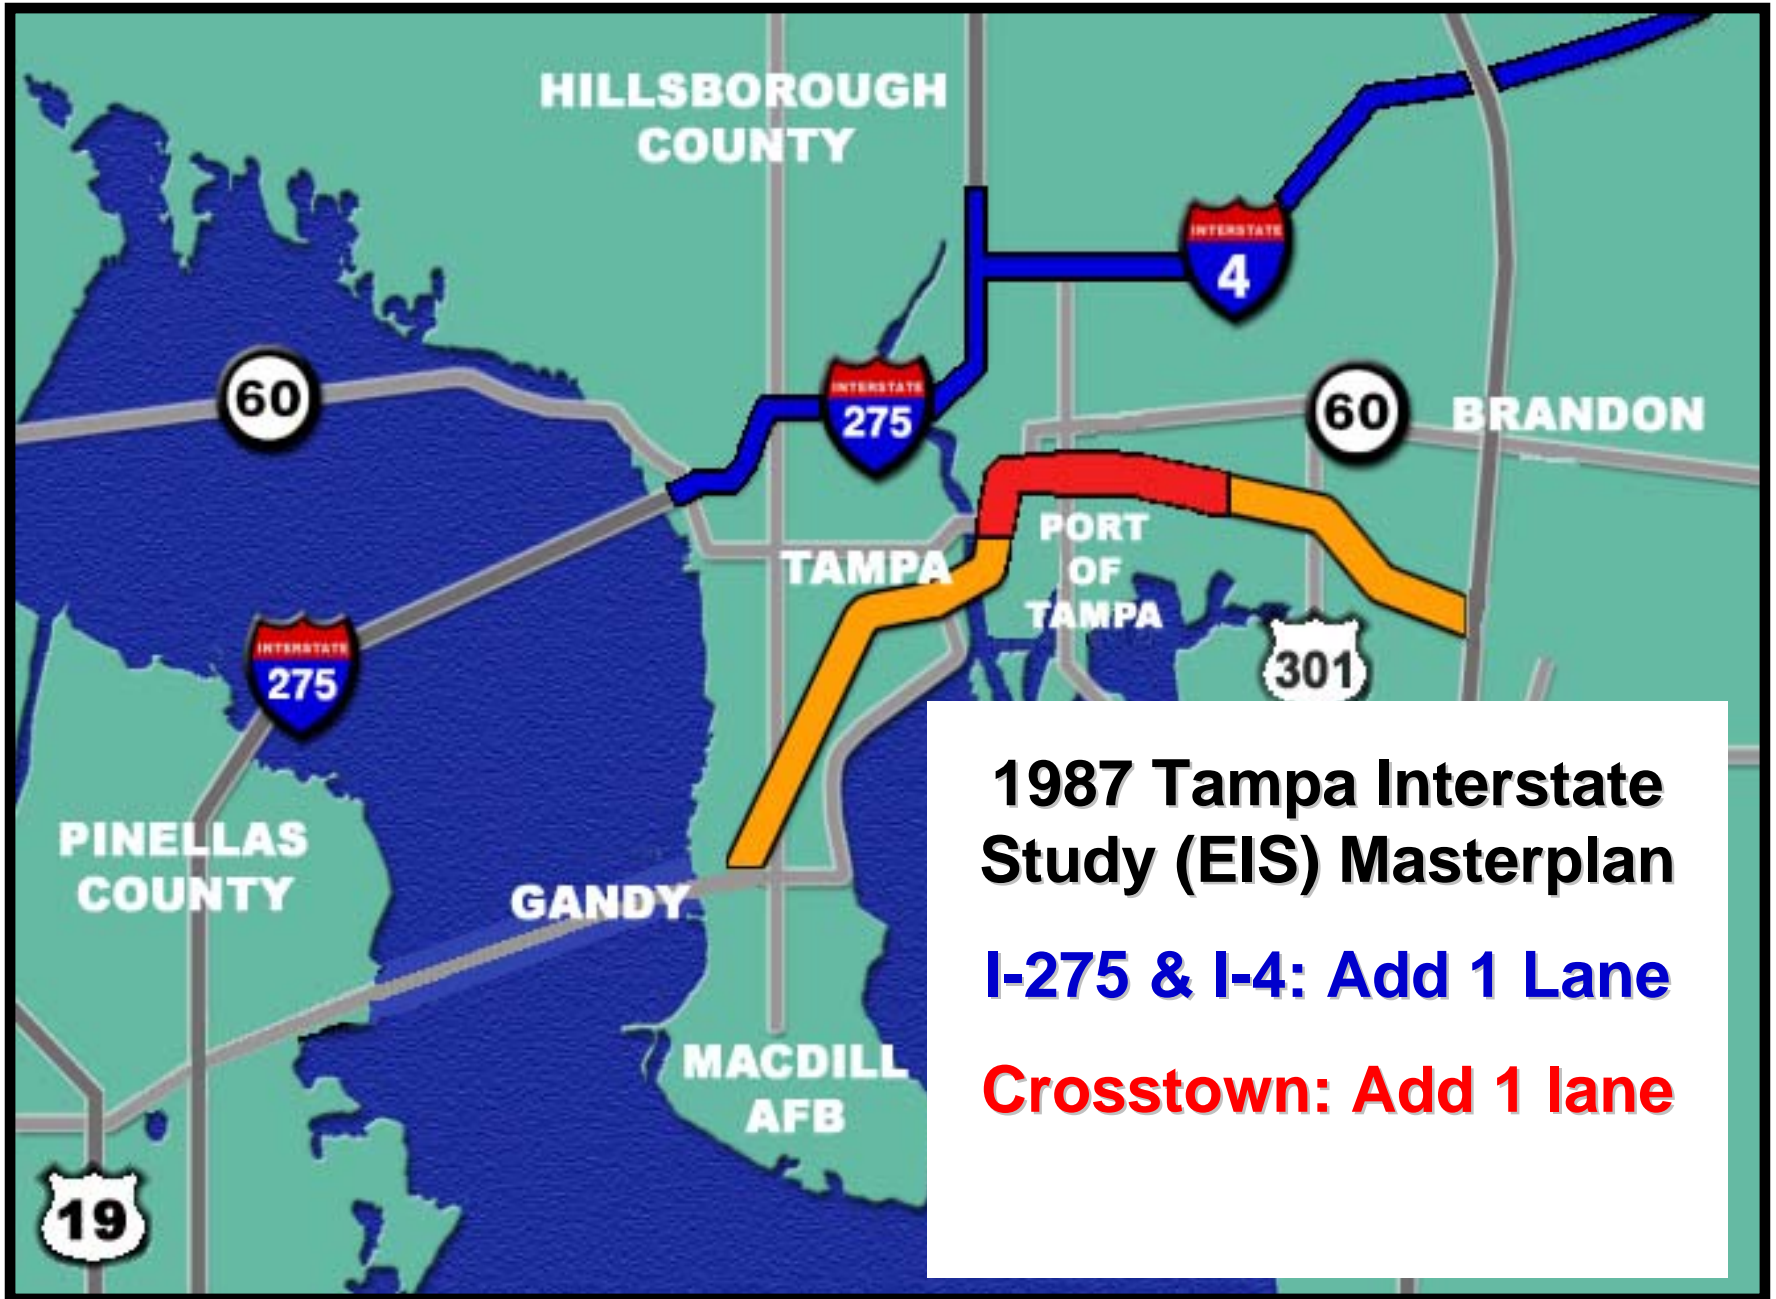 HILLSBOROUGH
COUNTY
INTERSTATE
4
60
INTERSTATE
275
60
BRANDON
PORT
OF
TAMPA
TAMPA
INTERSTATE
275
301
PINELLAS
COUNTY
GANDY
MACDILL
AFB
19
1987 Tampa Interstate
Study (EIS) Masterplan
I-275 & I-4: Add 1 Lane
Crosstown: Add 1 lane